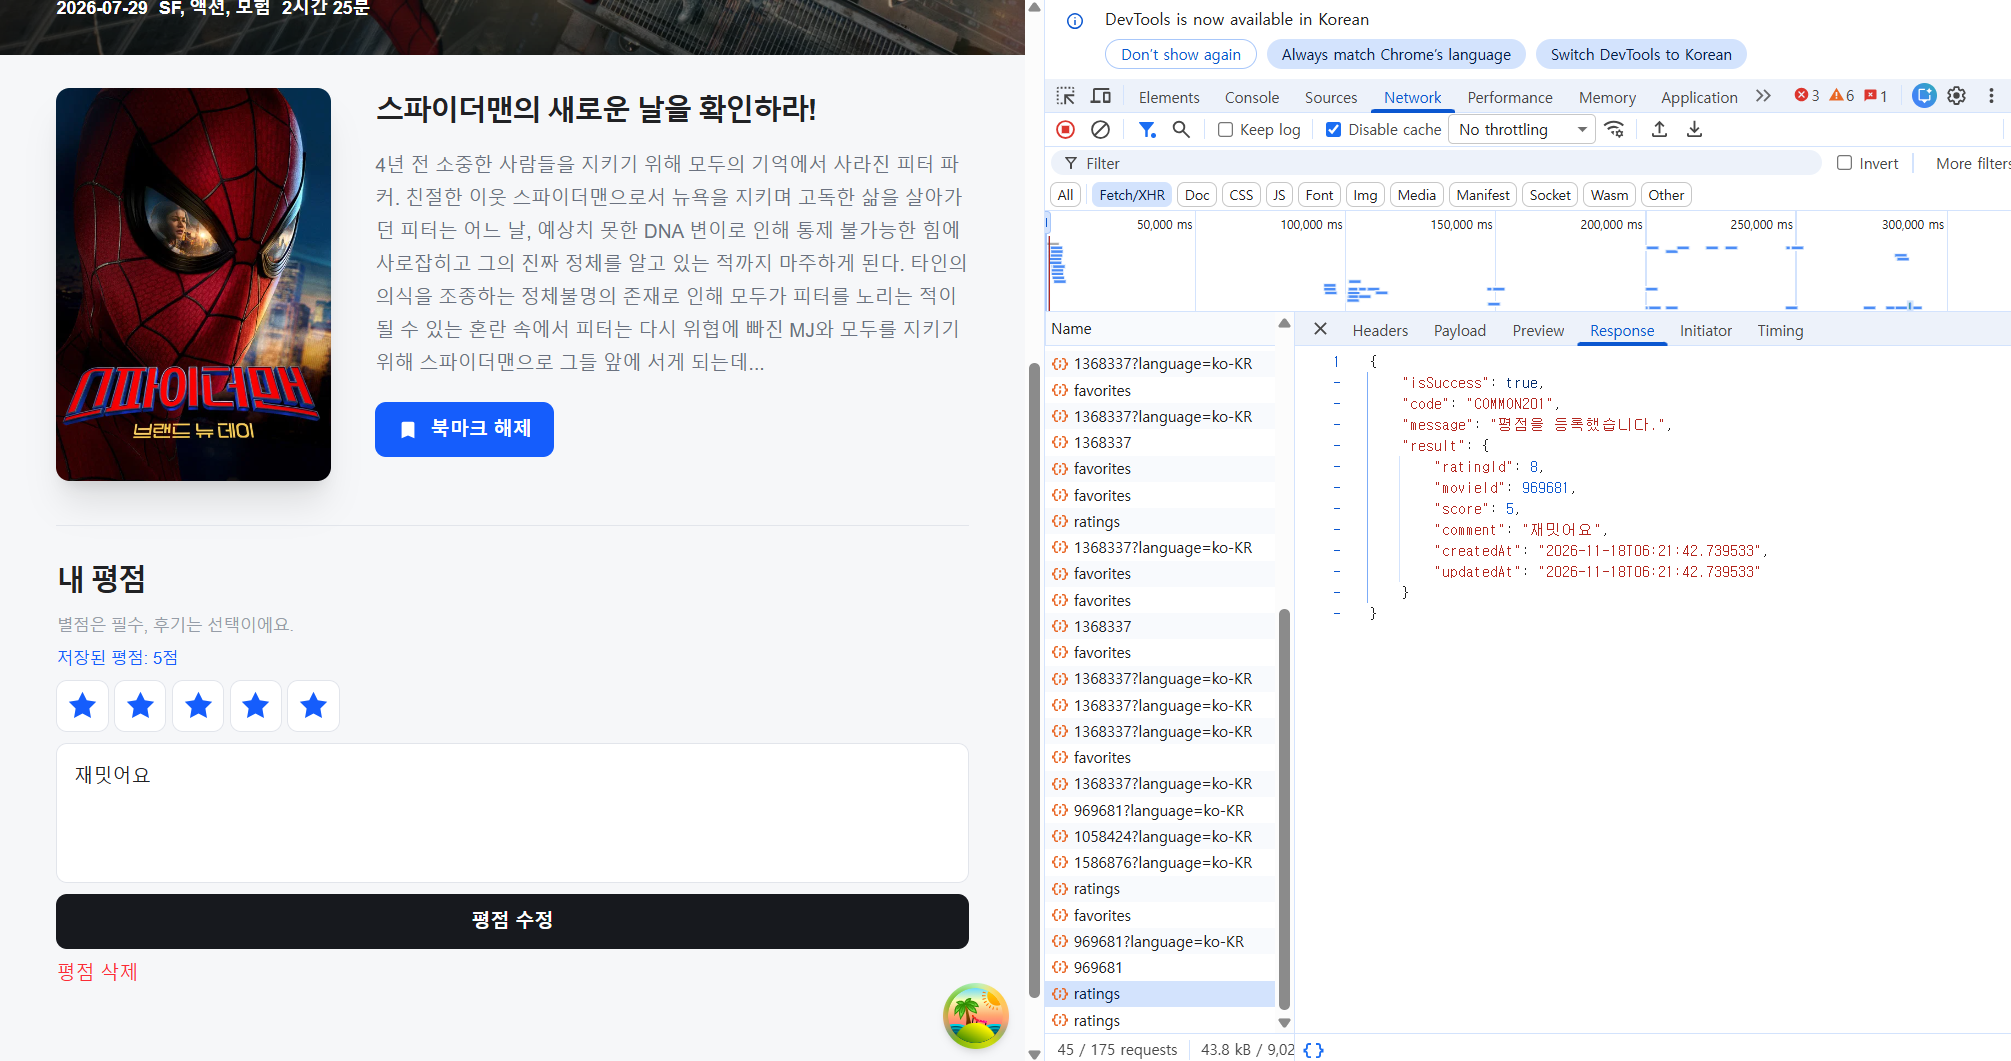 2026-07-29 SF, 액션, 모험 2시간 25분
스파이더맨
브랜드 뉴 데이
스파이더맨의 새로운 날을 확인하라!
4년 전 소중한 사람들을 지키기 위해 모두의 기억에서 사라진 피터 파
커. 친절한 이웃 스파이더맨으로서 뉴욕을 지키며 고독한 삶을 살아가
던 피터는 어느 날, 예상치 못한 DNA 변이로 인해 통제 불가능한 힘에
사로잡히고 그의 진짜 정체를 알고 있는 적까지 마주하게 된다. 타인의
의식을 조종하는 정체불명의 존재로 인해 모두가 피터를 노리는 적이
될 수 있는 혼란 속에서 피터는 다시 위협에 빠진 MJ와 모두를 지키기
위해 스파이더맨으로 그들 앞에 서게 되는데...
북마크 해제
내 평점
별점은 필수, 후기는 선택이에요.
저장된 평점: 5점
재밋어요
평점 수정
평점 삭제
DevTools is now available in Korean
Don't show again Always match Chrome's language Switch DevTools to Korean
Elements Console Sources Network Performance Memory Application 3 6 1
Keep log Disable cache No throttling
Filter Invert More filters
All Fetch/XHR Doc CSS JS Font Img Media Manifest Socket Wasm Other
50,000 ms 100,000 ms 150,000 ms 200,000 ms 250,000 ms 300,000 ms
Name
1368337?language=ko-KR
favorites
1368337?language=ko-KR
1368337
favorites
favorites
ratings
1368337?language=ko-KR
favorites
favorites
1368337
favorites
1368337?language=ko-KR
1368337?language=ko-KR
1368337?language=ko-KR
favorites
1368337?language=ko-KR
969681?language=ko-KR
1058424?language=ko-KR
1586876?language=ko-KR
ratings
favorites
969681?language=ko-KR
969681
ratings
ratings
45 / 175 requests 43.8 kB / 9,02
Headers Payload Preview Response Initiator Timing
1 {
"isSuccess": true,
"code": "COMMON201",
"message": "평점을 등록했습니다.",
"result": {
"ratingId": 8,
"movieId": 969681,
"score": 5,
"comment": "재밋어요",
"createdAt": "2026-11-18T06:21:42.739533",
"updatedAt": "2026-11-18T06:21:42.739533"
}
}